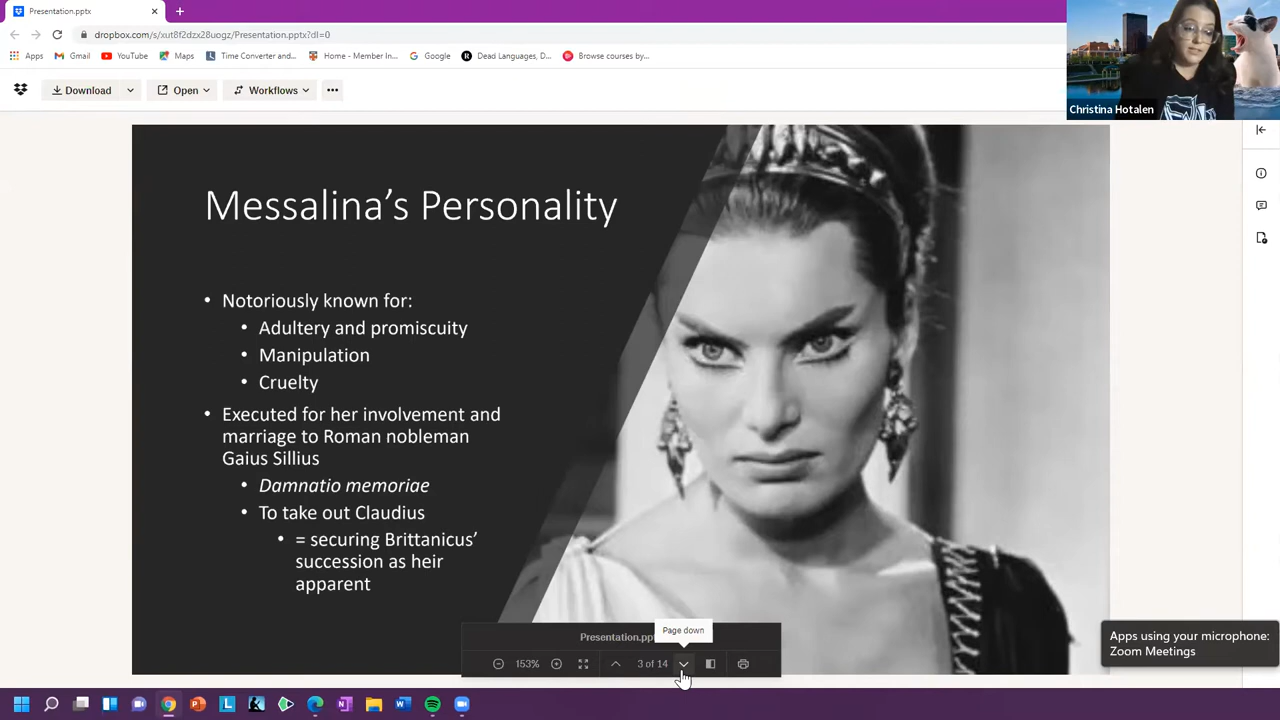 Presentation.pptx
dropbox.com/s/xut8f2dzx28uogz/Presentation.pptx?dl=0
Apps
Gmail
YouTube
Maps
Time Converter and...
Home – Member In...
Google
Dead Languages, D...
Browse courses by...
Download
Open
Workflows
Christina Hotalen
Messalina's Personality
• Notoriously known for:
• Adultery and promiscuity
• Manipulation
• Cruelty
• Executed for her involvement and
marriage to Roman nobleman
Gaius Sillius
• Damnatio memoriae
• To take out Claudius
• = securing Brittanicus'
succession as heir
apparent
Page down
153%
3 of 14
Apps using your microphone:
Zoom Meetings